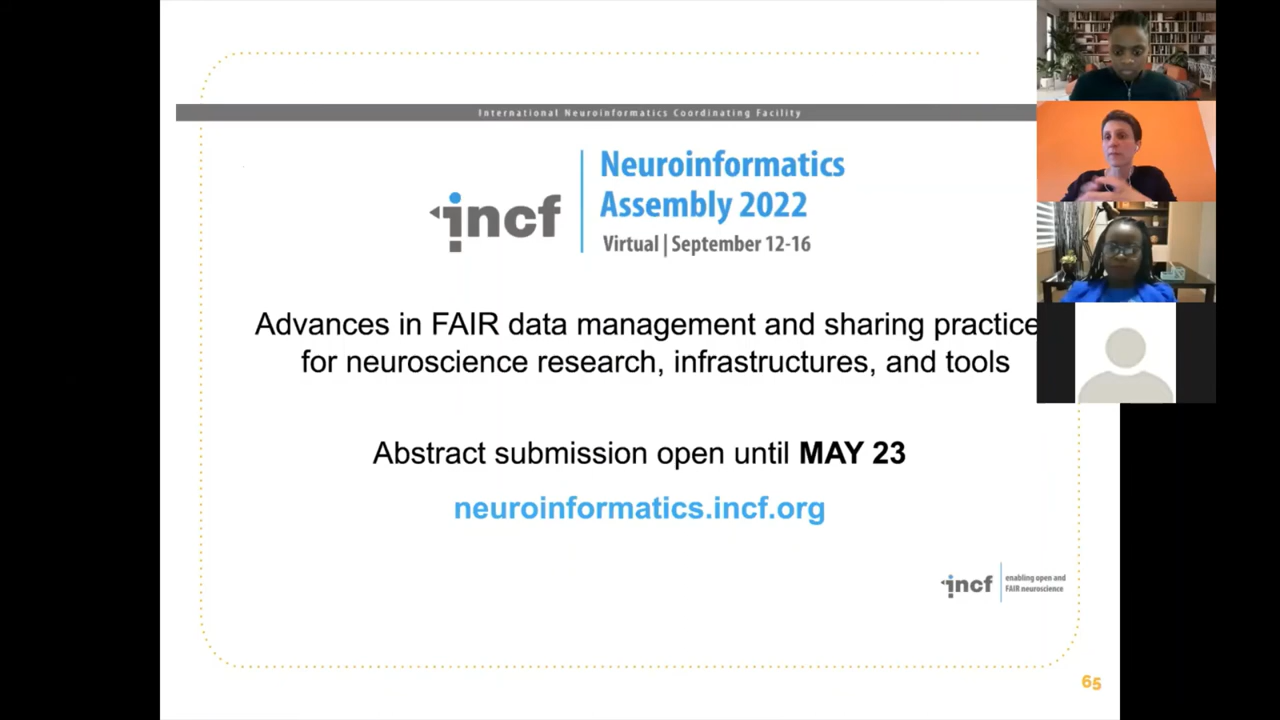 International Neuroinformatics Coordinating Facility
incf
Neuroinformatics
Assembly 2022
Virtual | September 12-16
Advances in FAIR data management and sharing practice
for neuroscience research, infrastructures, and tools
Abstract submission open until MAY 23
neuroinformatics.incf.org
incf
enabling open and
FAIR neuroscience
65